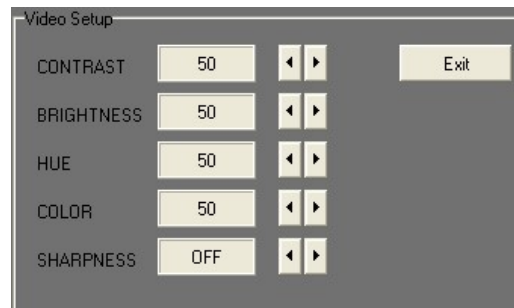 Video Setup
CONTRAST 50 Exit
BRIGHTNESS 50
HUE 50
COLOR 50
SHARPNESS OFF